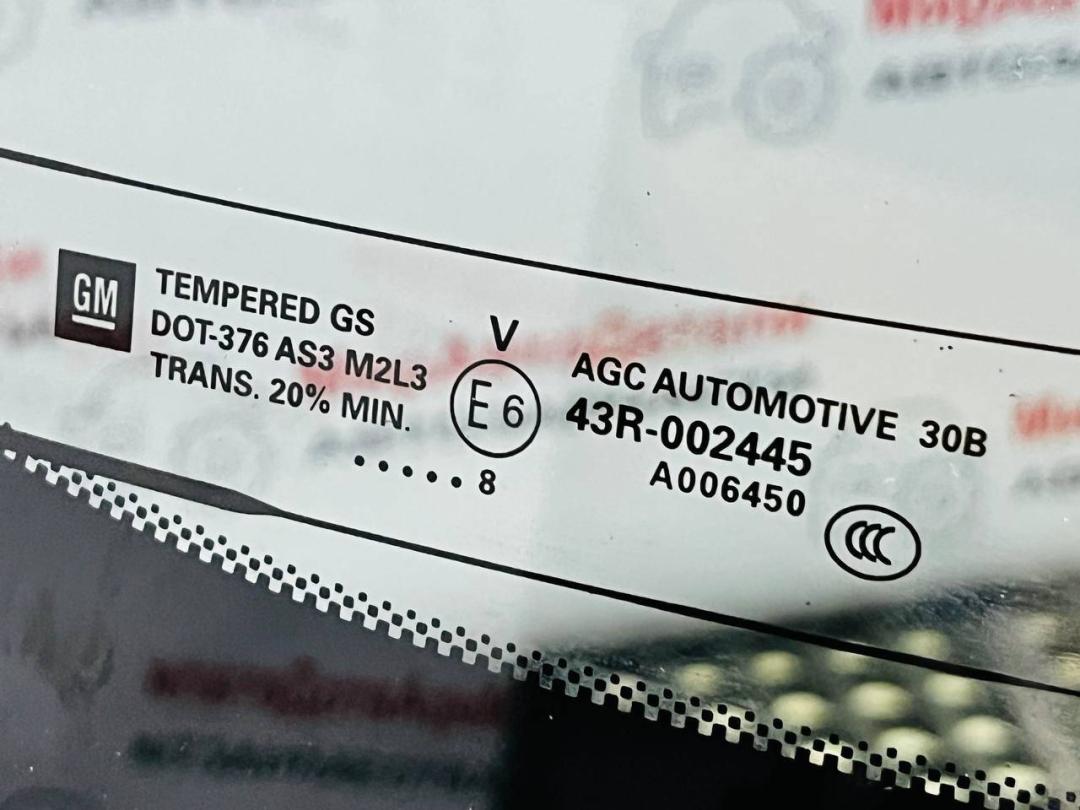 GM
TEMPERED GS
DOT-376 AS3 M2L3
TRANS. 20% MIN.
.....8
V
E6
AGC AUTOMOTIVE 30B
43R-002445
A006450
CCC